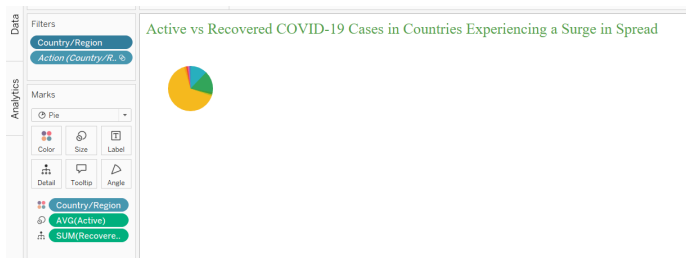 Data
Analytics
Filters
Country/Region
Action (Country/R..
Marks
Pie
Color
Size
Label
Detail
Tooltip
Angle
Country/Region
AVG(Active)
SUM(Recovere..
Active vs Recovered COVID-19 Cases in Countries Experiencing a Surge in Spread